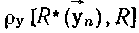 ρy [R*(y⃗n), R]